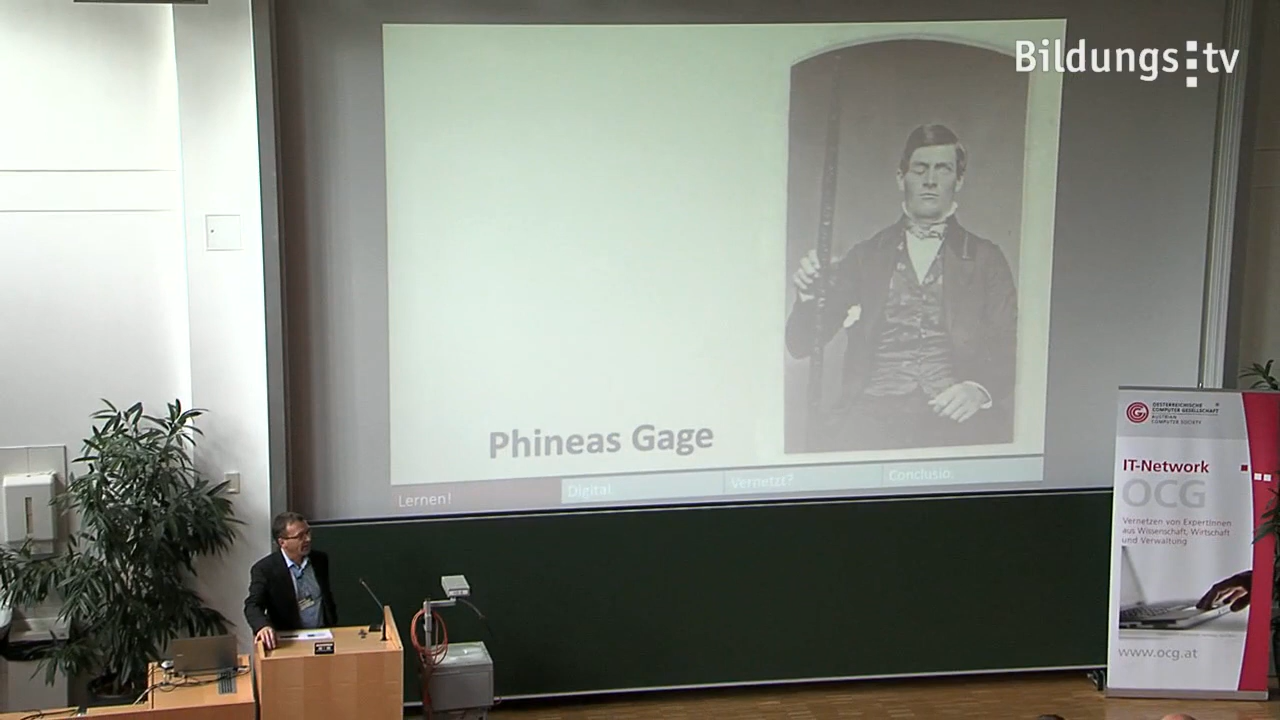 Bildungs:tv
Phineas Gage
Lernen!
Digital
Vernetzt?
Conclusio.
OESTERREICHISCHE
COMPUTER GESELLSCHAFT
AUSTRIAN
COMPUTER SOCIETY
IT-Network
OCG
Vernetzen von ExpertInnen
aus Wissenschaft, Wirtschaft
und Verwaltung
www.ocg.at